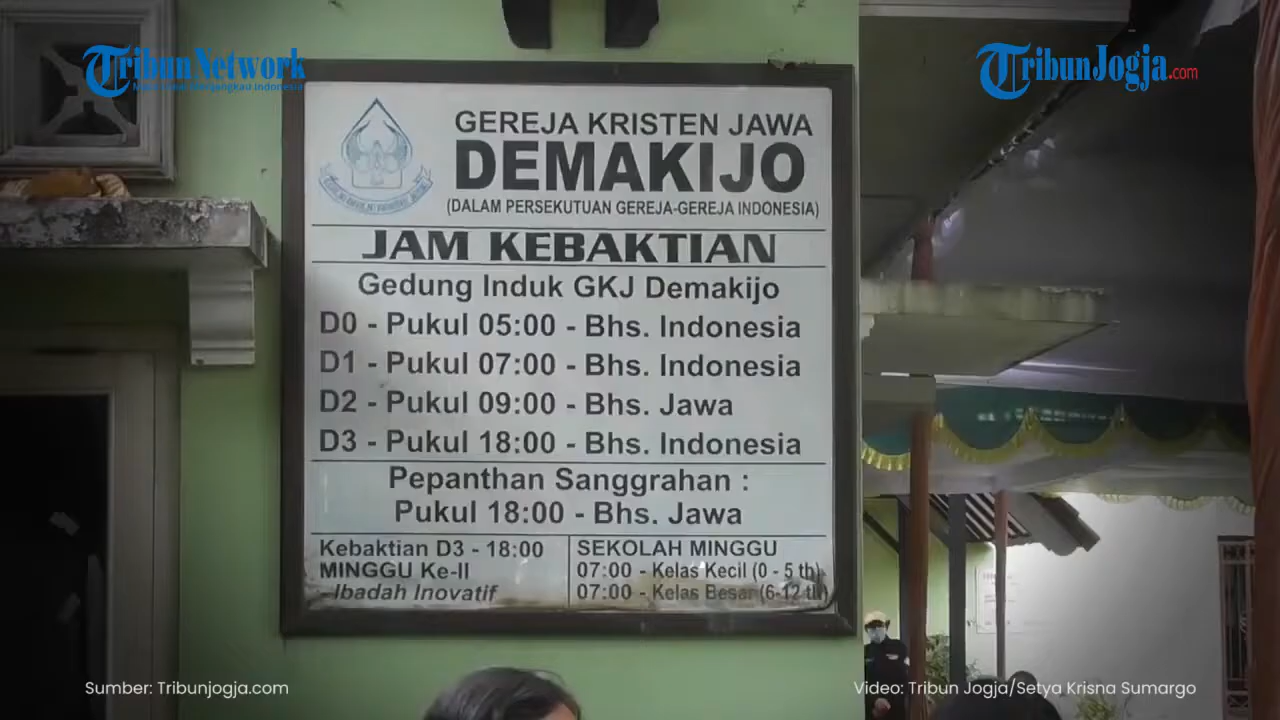 TribunNetwork
TribunJogja.com
GEREJA KRISTEN JAWA
DEMAKIJO
(DALAM PERSEKUTUAN GEREJA-GEREJA INDONESIA)
JAM KEBAKTIAN
Gedung Induk GKJ Demakijo
D0 - Pukul 05:00 - Bhs. Indonesia
D1 - Pukul 07:00 - Bhs. Indonesia
D2 - Pukul 09:00 - Bhs. Jawa
D3 - Pukul 18:00 - Bhs. Indonesia
Pepanthan Sanggrahan :
Pukul 18:00 - Bhs. Jawa
Kebaktian D3 - 18:00
MINGGU Ke-II
- Ibadah Inovatif
SEKOLAH MINGGU
07:00 - Kelas Kecil (0 - 5 th)
07:00 - Kelas Besar (6-12 th)
Sumber: Tribunjogja.com
Video: Tribun Jogja/Setya Krisna Sumargo